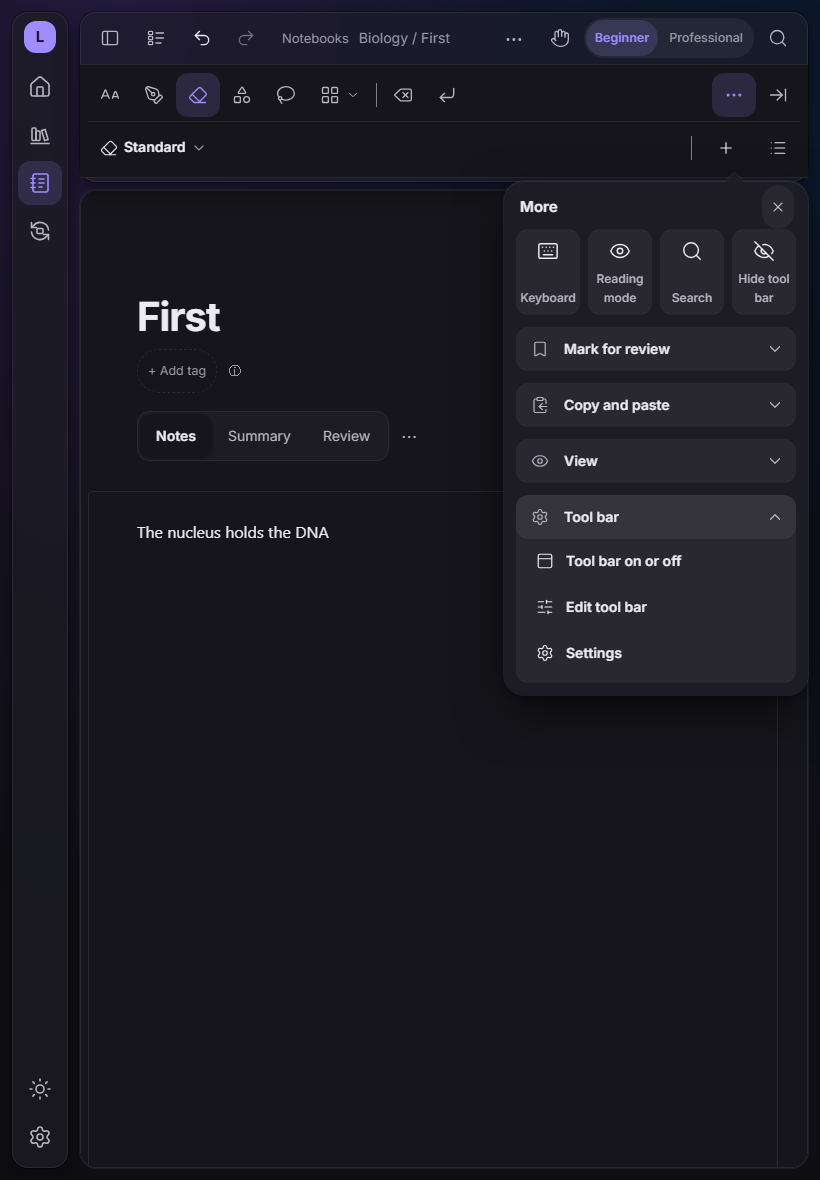 L
Notebooks Biology / First
Beginner Professional
AA
Standard
More
Keyboard
Reading mode
Search
Hide tool bar
First
+ Add tag
Mark for review
Copy and paste
Notes Summary Review
View
Tool bar
The nucleus holds the DNA
Tool bar on or off
Edit tool bar
Settings